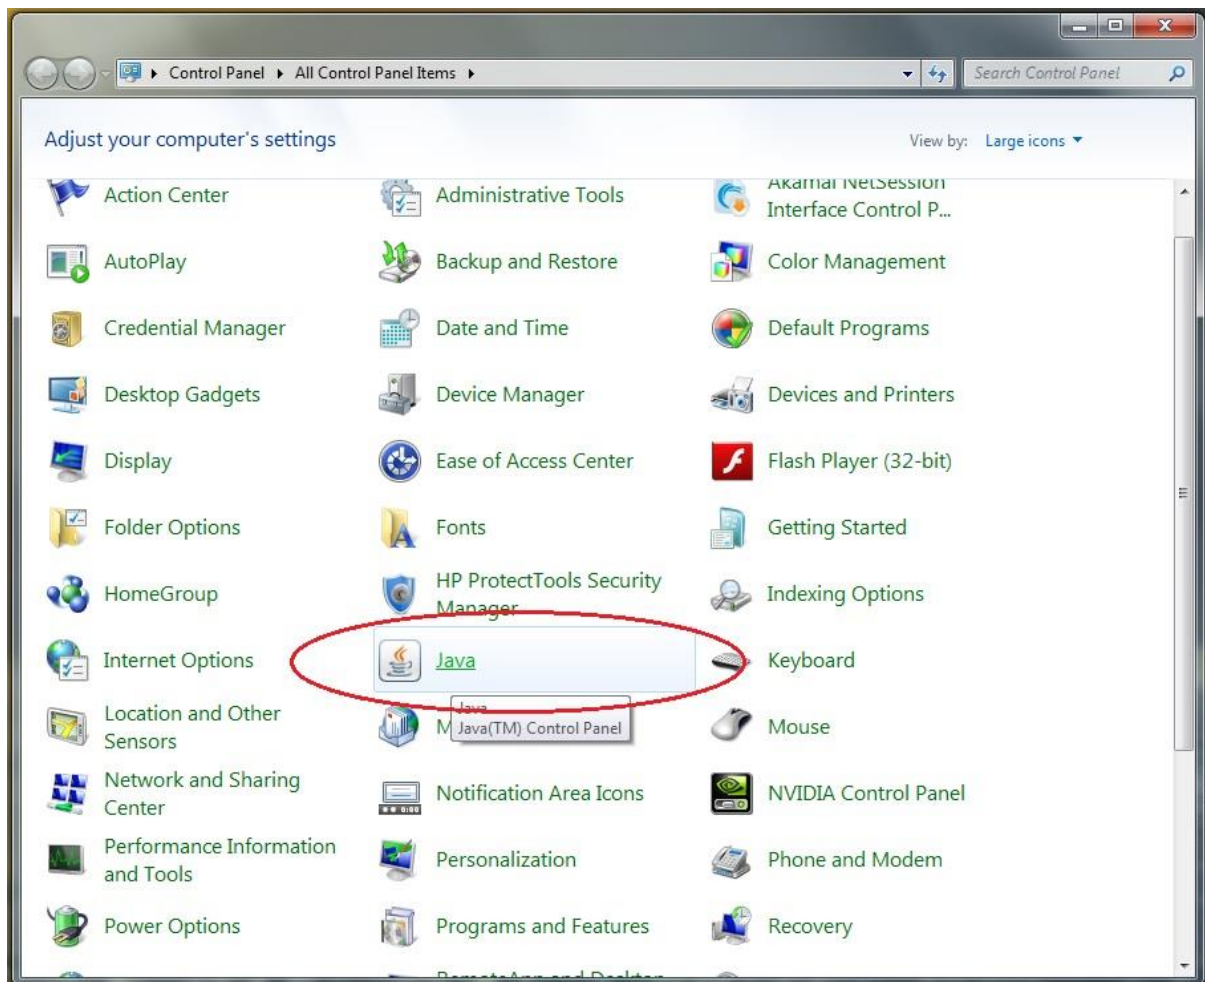 Control Panel
All Control Panel Items
Search Control Panel
Adjust your computer's settings
View by:
Large icons
Action Center
Administrative Tools
Akamai NetSession
Interface Control P...
AutoPlay
Backup and Restore
Color Management
Credential Manager
Date and Time
Default Programs
Desktop Gadgets
Device Manager
Devices and Printers
Display
Ease of Access Center
Flash Player (32-bit)
Folder Options
Fonts
Getting Started
HomeGroup
HP ProtectTools Security
Manager
Indexing Options
Internet Options
Java
Keyboard
Location and Other
Sensors
M
Java
Java(TM) Control Panel
Mouse
Network and Sharing
Center
Notification Area Icons
NVIDIA Control Panel
Performance Information
and Tools
Personalization
Phone and Modem
Power Options
Programs and Features
Recovery
RemoteApp and Desktop